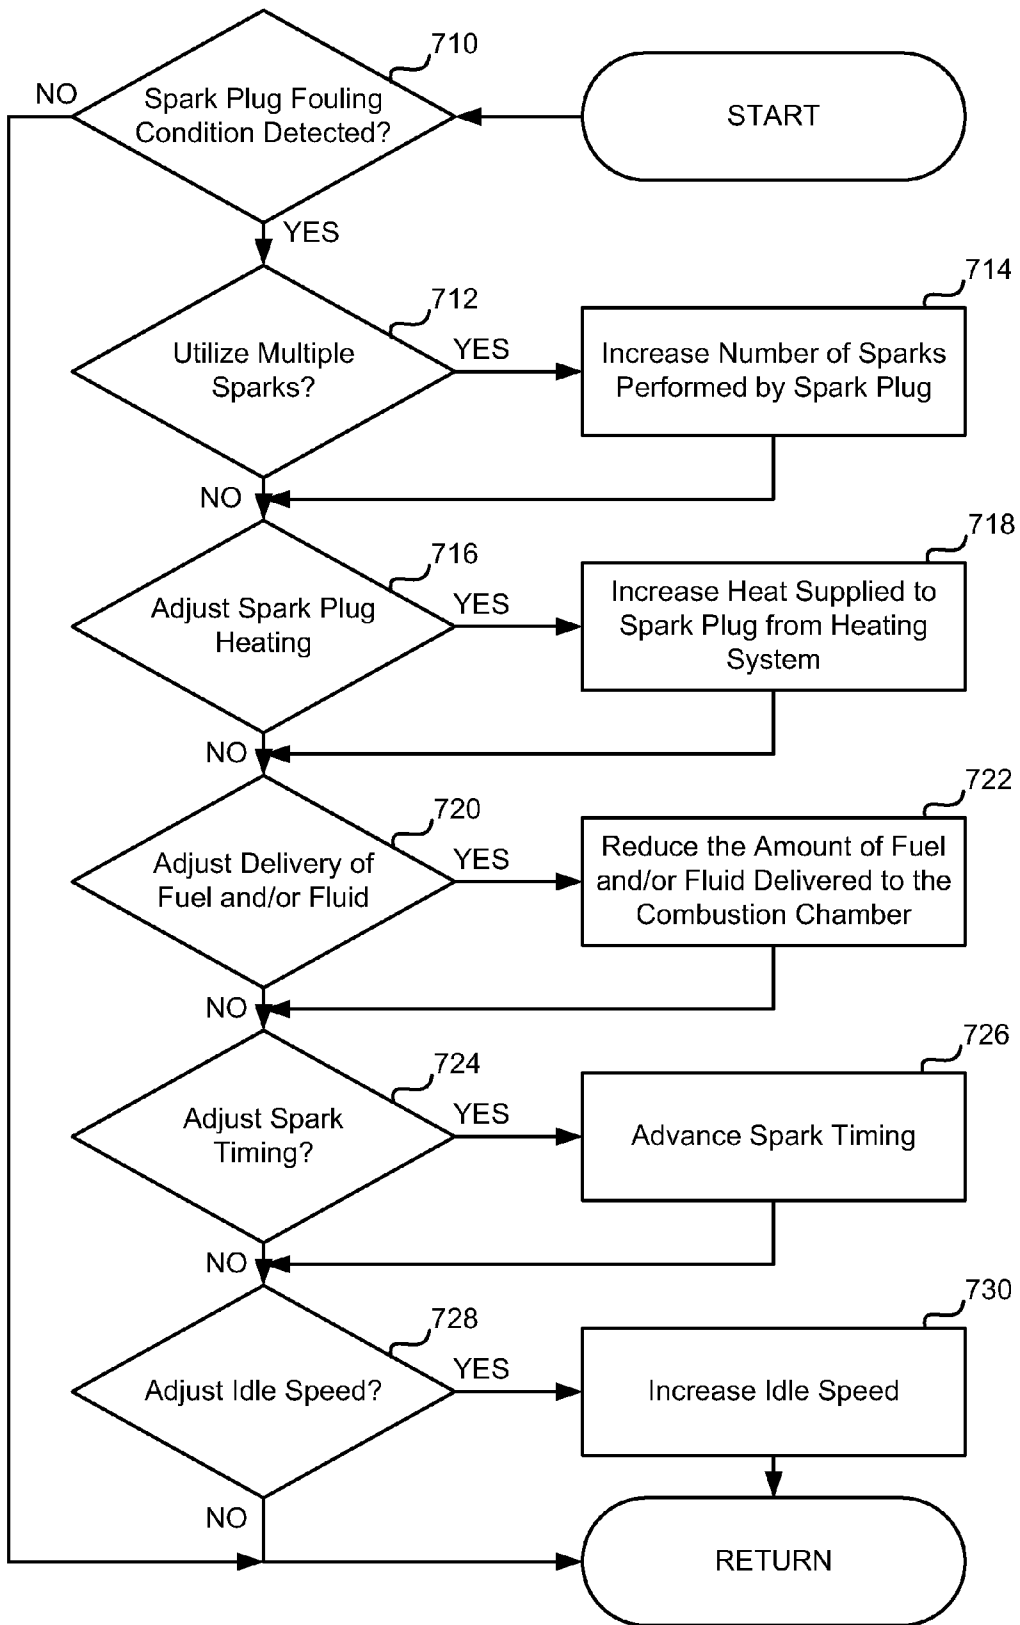 710
NO
Spark Plug Fouling
Condition Detected?
START
YES
712
Utilize Multiple
Sparks?
YES
714
Increase Number of Sparks
Performed by Spark Plug
NO
716
Adjust Spark Plug
Heating
YES
718
Increase Heat Supplied to
Spark Plug from Heating
System
NO
720
Adjust Delivery of
Fuel and/or Fluid
YES
722
Reduce the Amount of Fuel
and/or Fluid Delivered to the
Combustion Chamber
NO
724
Adjust Spark
Timing?
YES
726
Advance Spark Timing
NO
728
Adjust Idle Speed?
YES
730
Increase Idle Speed
NO
RETURN